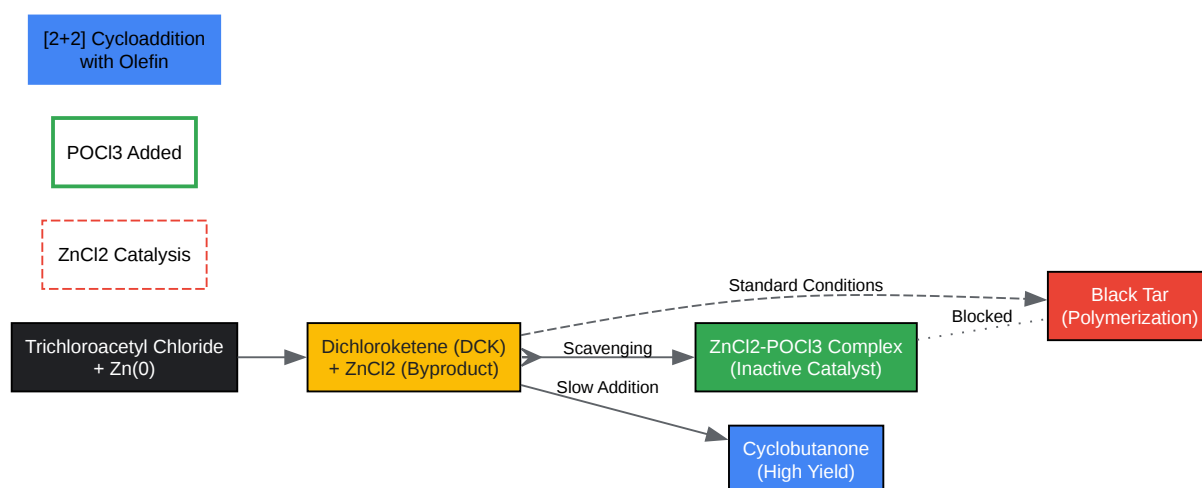 [2+2] Cycloaddition
with Olefin
POCl3 Added
ZnCl2 Catalysis
Trichloroacetyl Chloride
+ Zn(0)
Dichloroketene (DCK)
+ ZnCl2 (Byproduct)
Standard Conditions
Scavenging
Slow Addition
ZnCl2-POCl3 Complex
(Inactive Catalyst)
Blocked
Black Tar
(Polymerization)
Cyclobutanone
(High Yield)